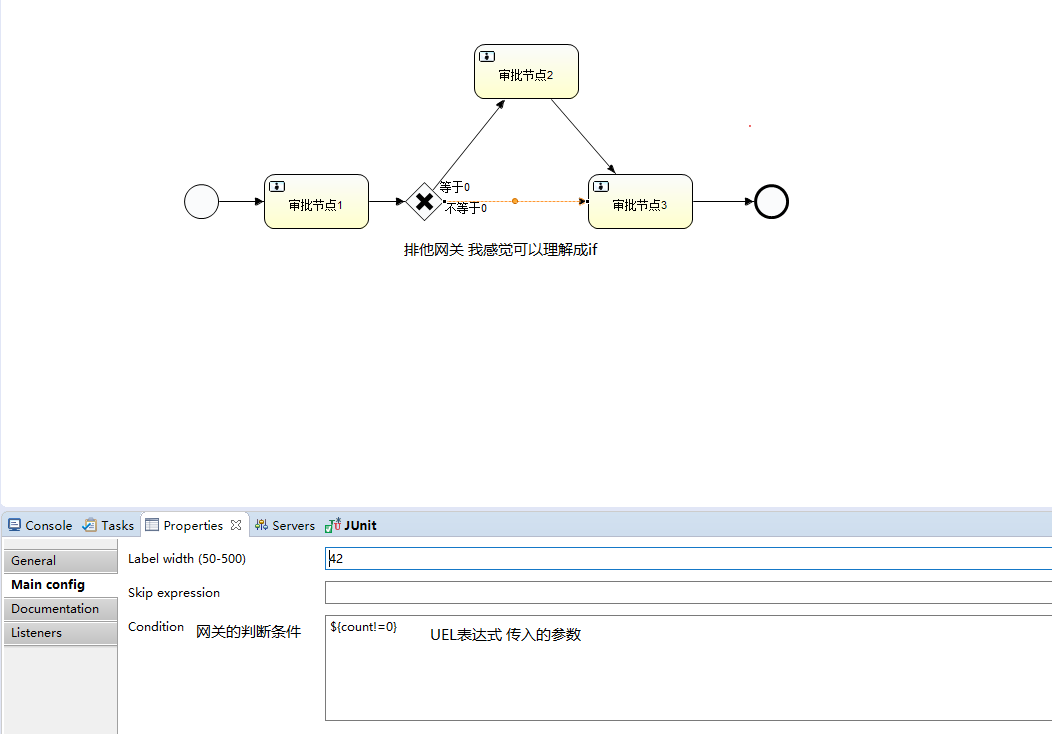 审批节点2
审批节点1
等于0
不等于0
审批节点3
排他网关 我感觉可以理解成if
Console Tasks Properties Servers JUnit
General
Main config
Documentation
Listeners
Label width (50-500) 42
Skip expression
Condition 网关的判断条件 ${count!=0} UEL表达式 传入的参数